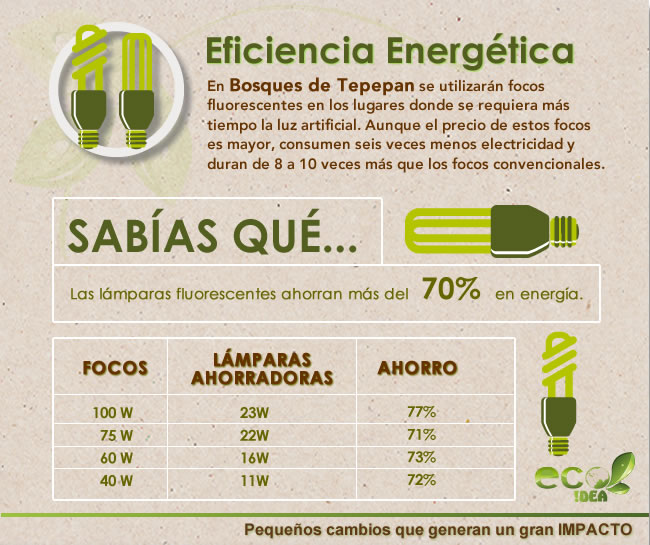 Eficiencia Energética
En Bosques de Tepepan se utilizarán focos
fluorescentes en los lugares donde se requiera más
tiempo la luz artificial. Aunque el precio de estos focos
es mayor, consumen seis veces menos electricidad y
duran de 8 a 10 veces más que los focos convencionales.
SABÍAS QUÉ...
Las lámparas fluorescentes ahorran más del 70% en energía.
FOCOS LÁMPARAS AHORRADORAS AHORRO
100 W 23W 77%
75 W 22W 71%
60 W 16W 73%
40 W 11W 72%
eco
IDEA
Pequeños cambios que generan un gran IMPACTO